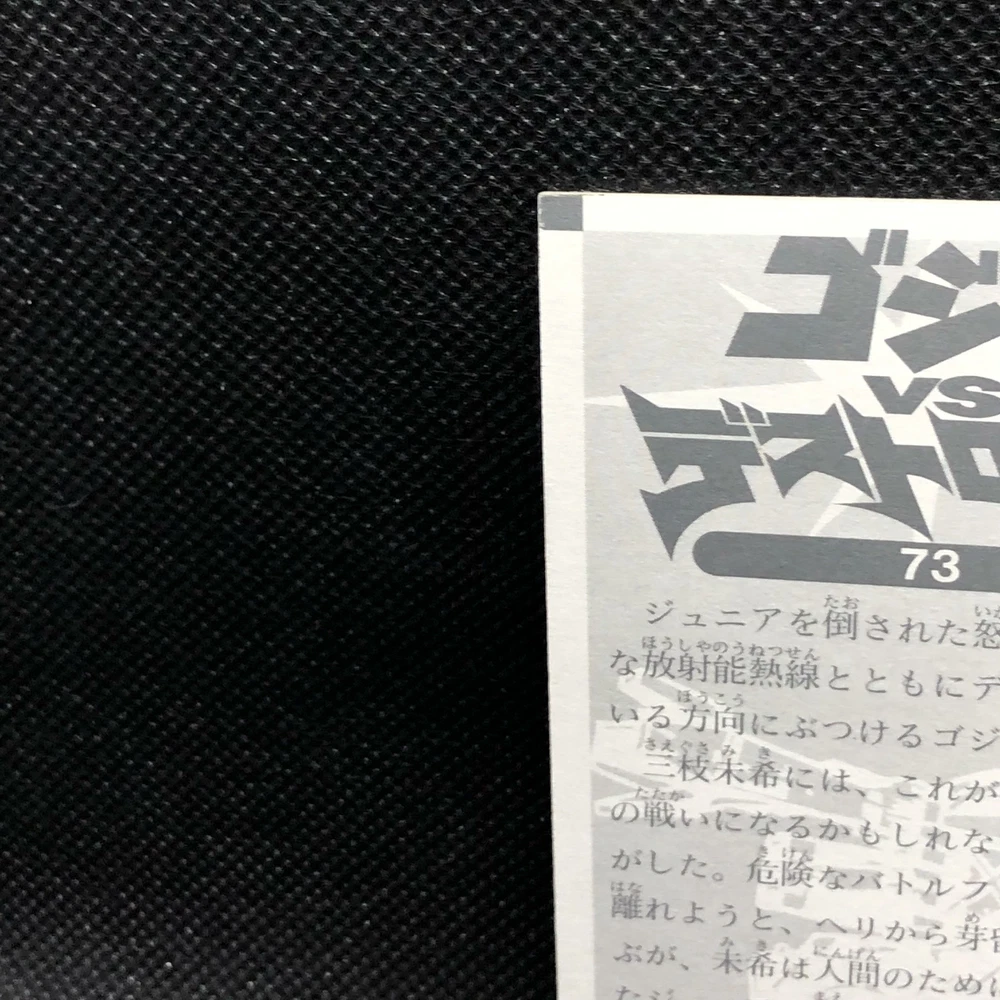 ゴジ
VS
デストロ
73
ジュニアを倒された怒
な放射能熱線とともにデ
いる方向にぶつけるゴジ
三枝未希には、これが
の戦いになるかもしれな
がした。危険なバトルフ
離れようと、ヘリから芽
ぶが、未希は人間のために